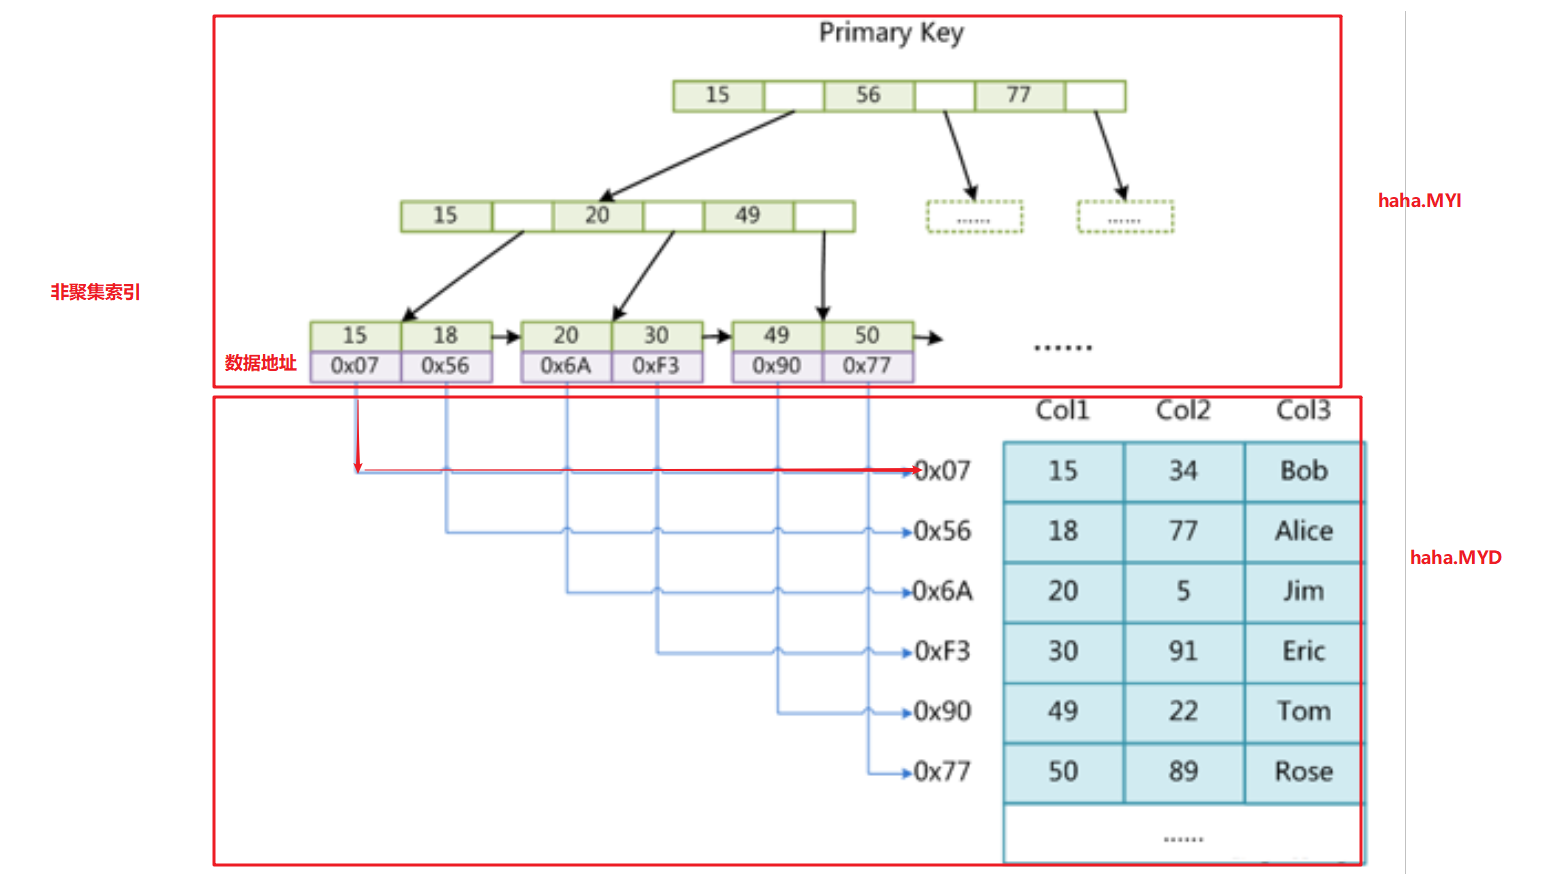 Primary Key
15 56 77
haha.MYI
15 20 49 ...... ......
非聚集索引
15 18 20 30 49 50 ......
数据地址 0x07 0x56 0x6A 0xF3 0x90 0x77
Col1 Col2 Col3
0x07 15 34 Bob
0x56 18 77 Alice
haha.MYD
0x6A 20 5 Jim
0xF3 30 91 Eric
0x90 49 22 Tom
0x77 50 89 Rose
......